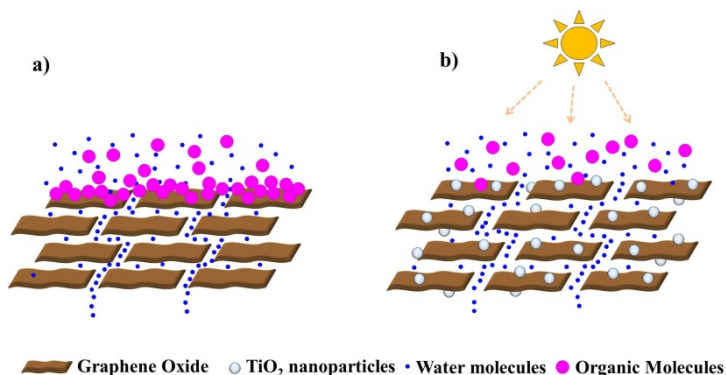 a)
b)
Graphene Oxide
TiO₂ nanoparticles
Water molecules
Organic Molecules